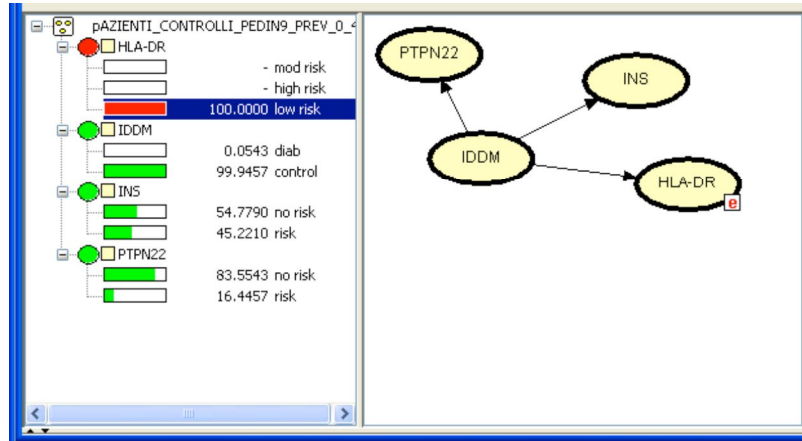 pAZIENTI_CONTROLLI_PEDIN9_PREV_0_4
HLA-DR
- mod risk
- high risk
100.0000 low risk
IDDM
0.0543 diab
99.9457 control
INS
54.7790 no risk
45.2210 risk
PTPN22
83.5543 no risk
16.4457 risk
PTPN22
INS
IDDM
HLA-DR
e